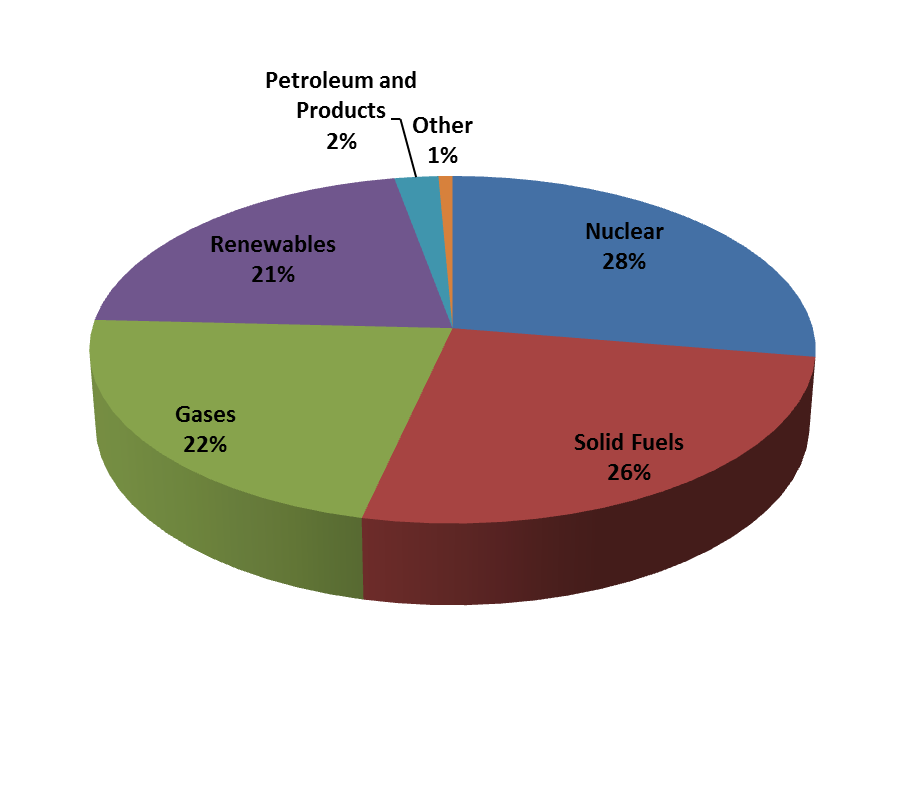 Petroleum and
Products
2%
Other
1%
Nuclear
28%
Renewables
21%
Gases
22%
Solid Fuels
26%